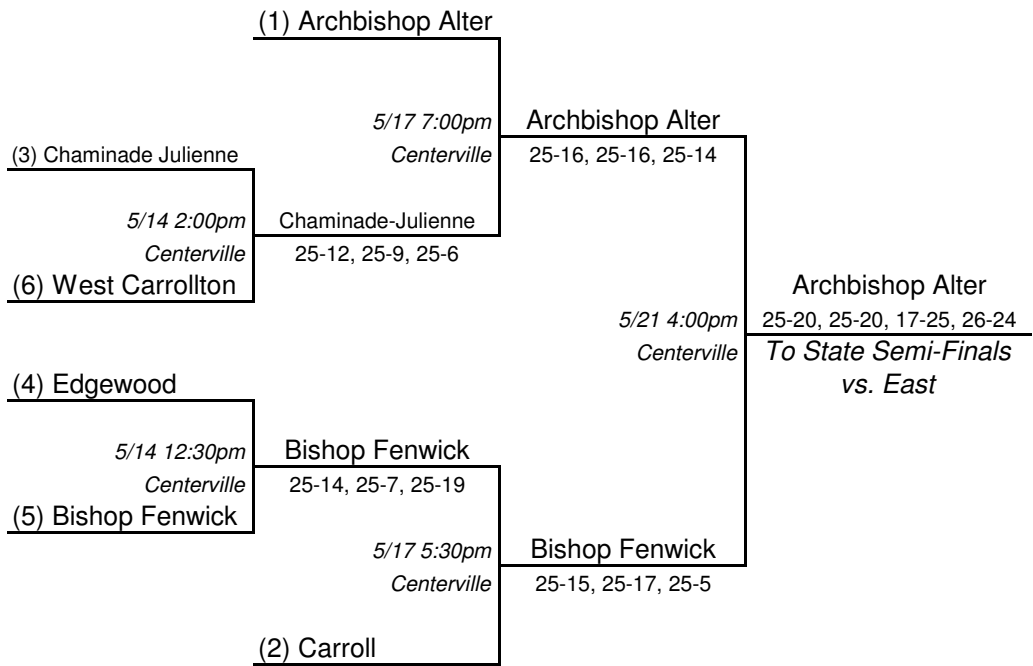 (1) Archbishop Alter
5/17 7:00pm
Archbishop Alter
(3) Chaminade Julienne
Centerville
25-16, 25-16, 25-14
5/14 2:00pm
Chaminade-Julienne
Centerville
25-12, 25-9, 25-6
(6) West Carrollton
Archbishop Alter
5/21 4:00pm
25-20, 25-20, 17-25, 26-24
Centerville
To State Semi-Finals
(4) Edgewood
vs. East
5/14 12:30pm
Bishop Fenwick
Centerville
25-14, 25-7, 25-19
(5) Bishop Fenwick
5/17 5:30pm
Bishop Fenwick
Centerville
25-15, 25-17, 25-5
(2) Carroll